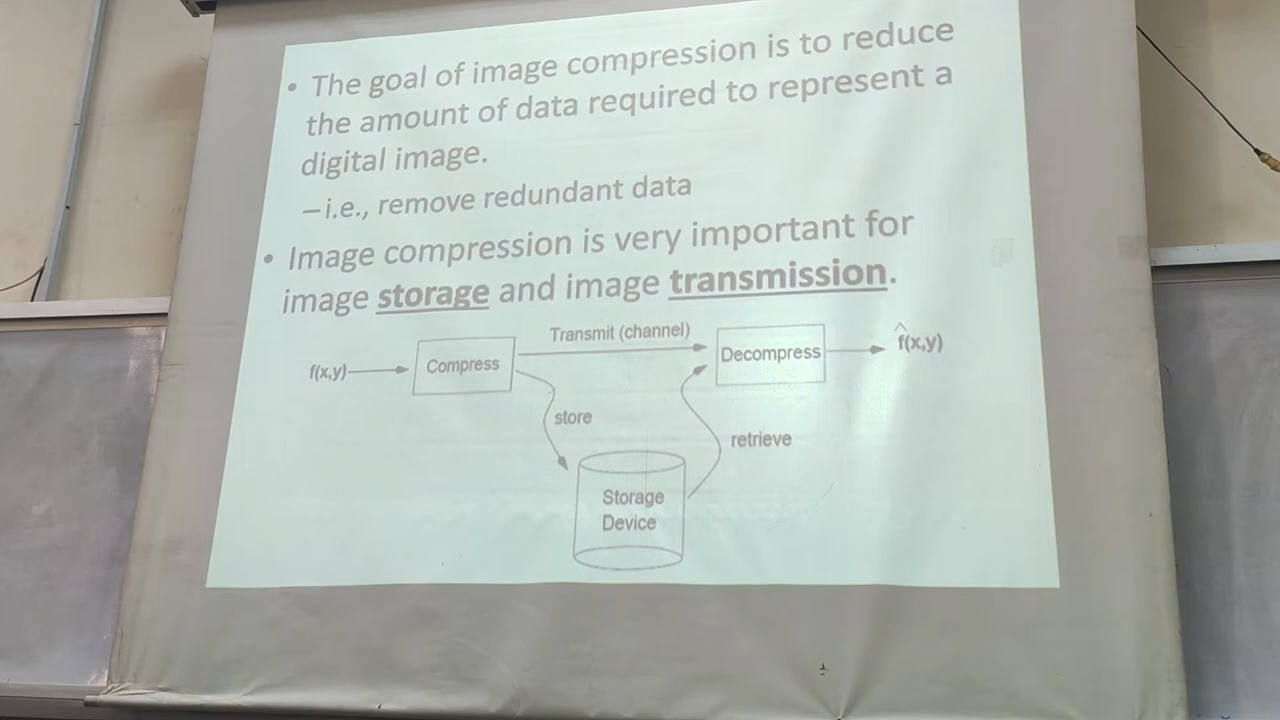 • The goal of image compression is to reduce
the amount of data required to represent a
digital image.
–i.e., remove redundant data
• Image compression is very important for
image storage and image transmission.
Transmit (channel)
f(x,y)
Compress
Decompress
f̂(x,y)
store
retrieve
Storage
Device